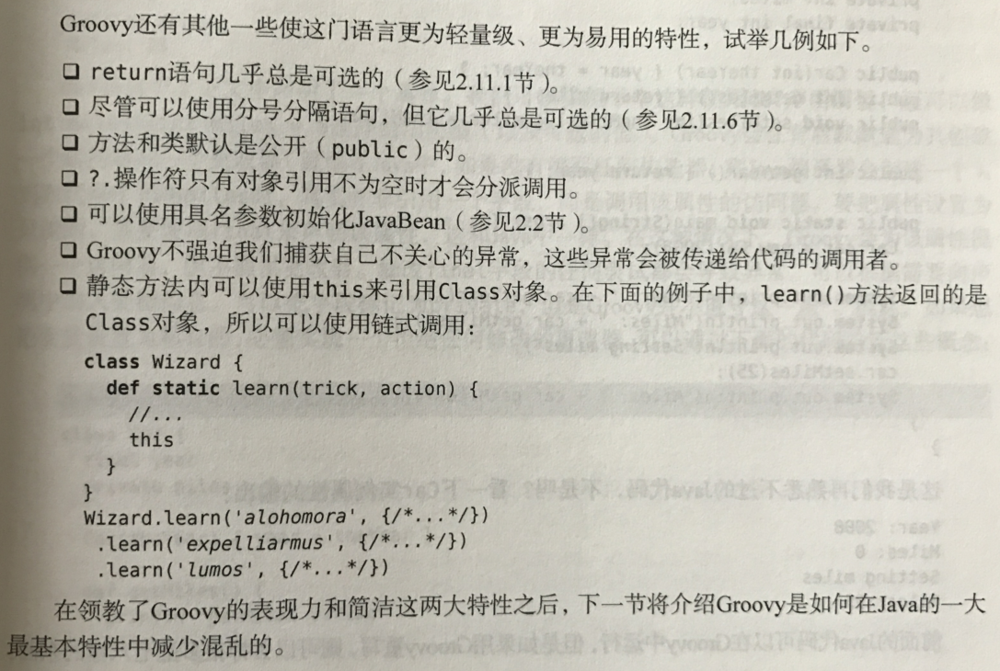 Groovy还有其他一些使这门语言更为轻量级、更为易用的特性，试举几例如下。
❑ return语句几乎总是可选的（参见2.11.1节）。
❑ 尽管可以使用分号分隔语句，但它几乎总是可选的（参见2.11.6节）。
❑ 方法和类默认是公开（public）的。
❑ ?.操作符只有对象引用不为空时才会分派调用。
❑ 可以使用具名参数初始化JavaBean（参见2.2节）。
❑ Groovy不强迫我们捕获自己不关心的异常，这些异常会被传递给代码的调用者。
❑ 静态方法内可以使用this来引用Class对象。在下面的例子中，learn()方法返回的是
Class对象，所以可以使用链式调用：
class Wizard {
  def static learn(trick, action) {
    //...
    this
  }
}
Wizard.learn('alohomora', {/*...*/})
 .learn('expelliarmus', {/*...*/})
 .learn('lumos', {/*...*/})
在领教了Groovy的表现力和简洁这两大特性之后，下一节将介绍Groovy是如何在Java的一大
最基本特性中减少混乱的。